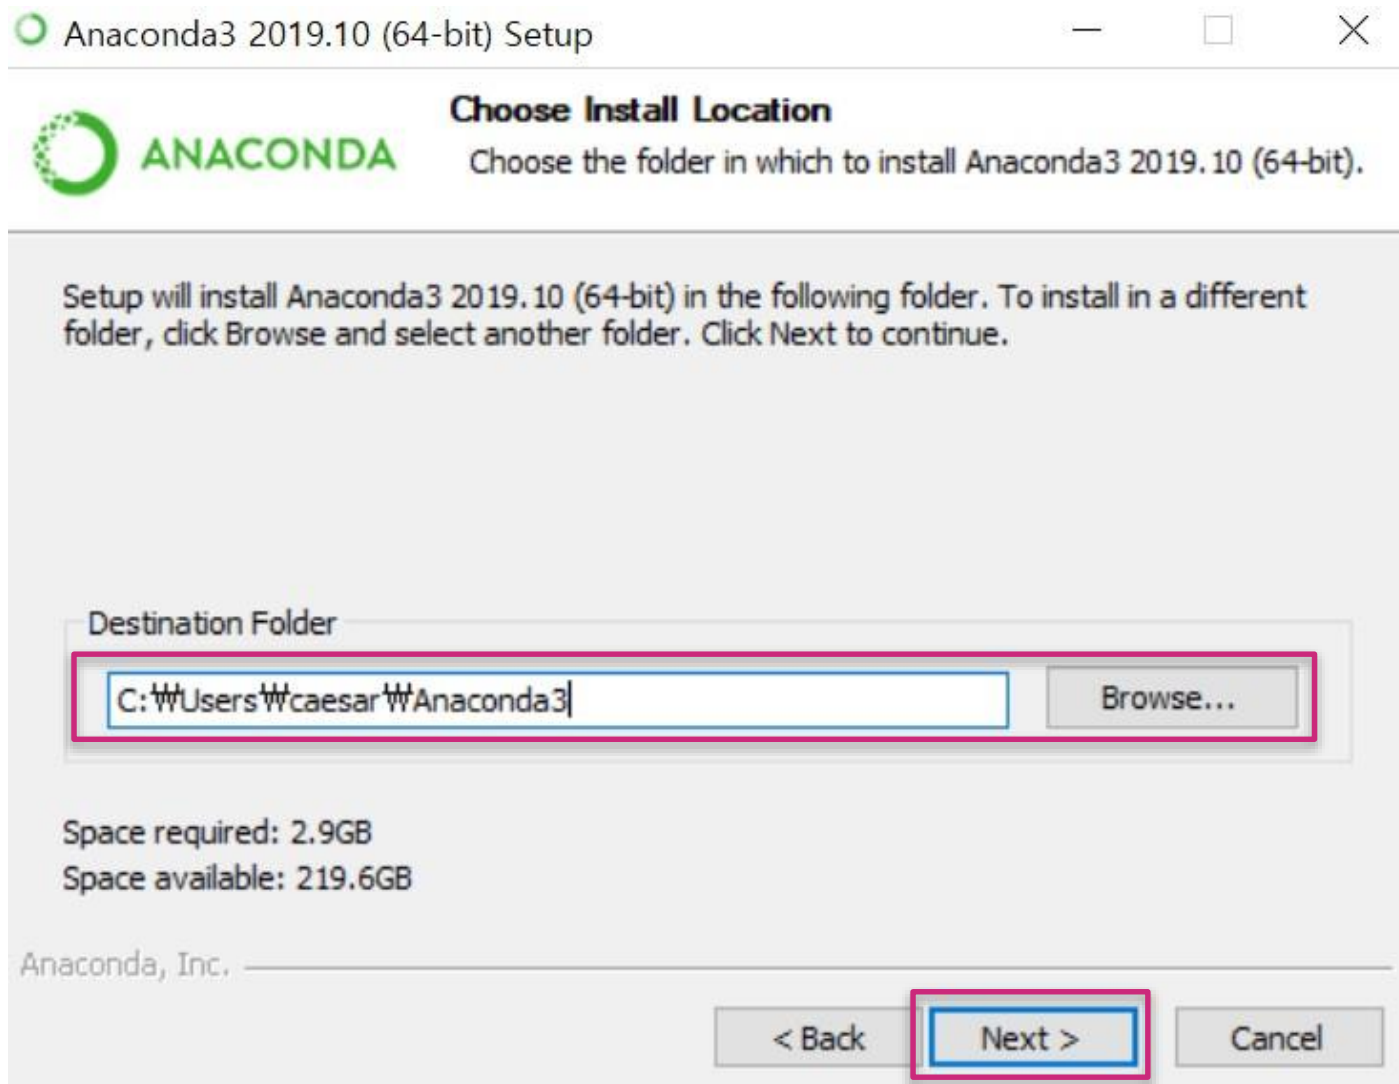 Anaconda3 2019.10 (64-bit) Setup
ANACONDA
Choose Install Location
Choose the folder in which to install Anaconda3 2019.10 (64-bit).
Setup will install Anaconda3 2019.10 (64-bit) in the following folder. To install in a different
folder, click Browse and select another folder. Click Next to continue.
Destination Folder
C:₩Users₩caesar₩Anaconda3
Browse...
Space required: 2.9GB
Space available: 219.6GB
Anaconda, Inc.
< Back
Next >
Cancel